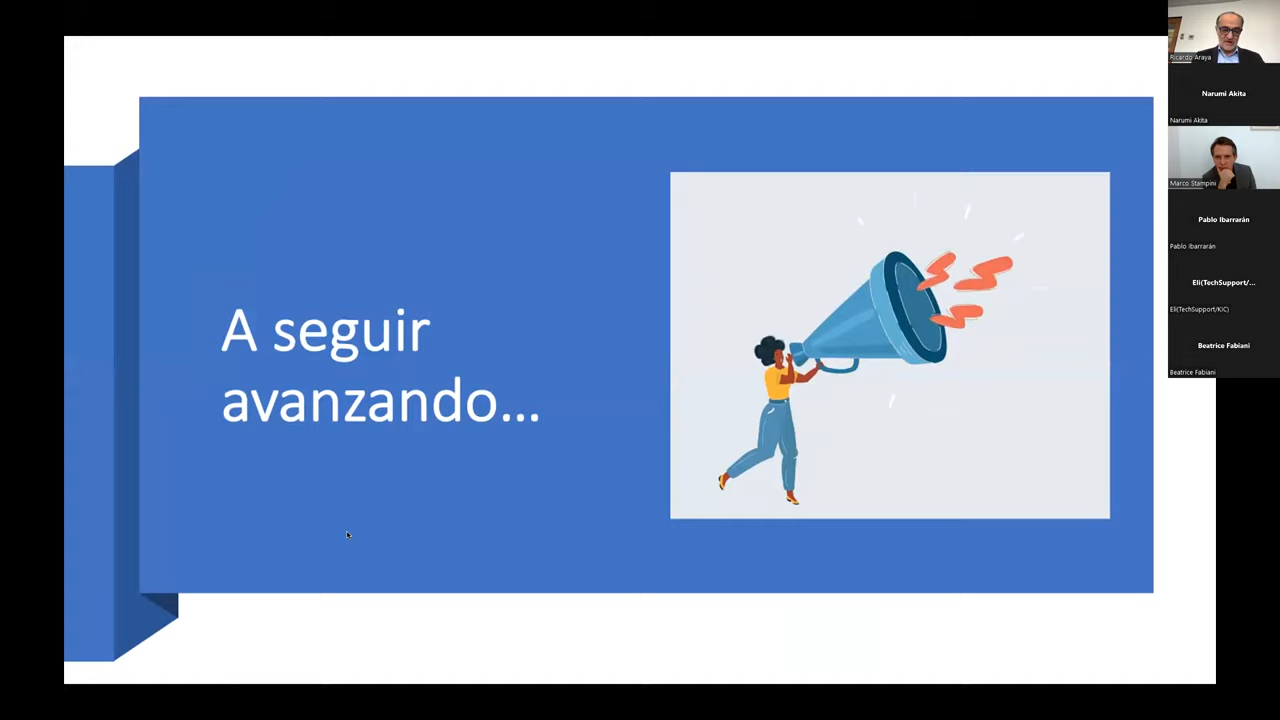 A seguir
avanzando...
Ricardo Araya
Narumi Akita
Narumi Akita
Marco Stampini
Pablo Ibarrarán
Pablo Ibarrarán
Eli(TechSupport/...
Eli(TechSupport/KIC)
Beatrice Fabiani
Beatrice Fabiani